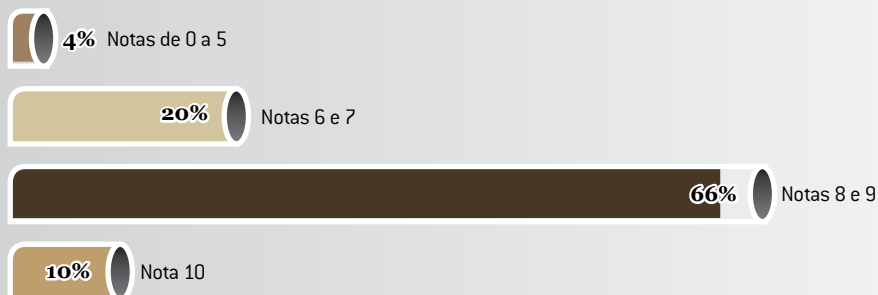 4% Notas de 0 a 5
20% Notas 6 e 7
66% Notas 8 e 9
10% Nota 10